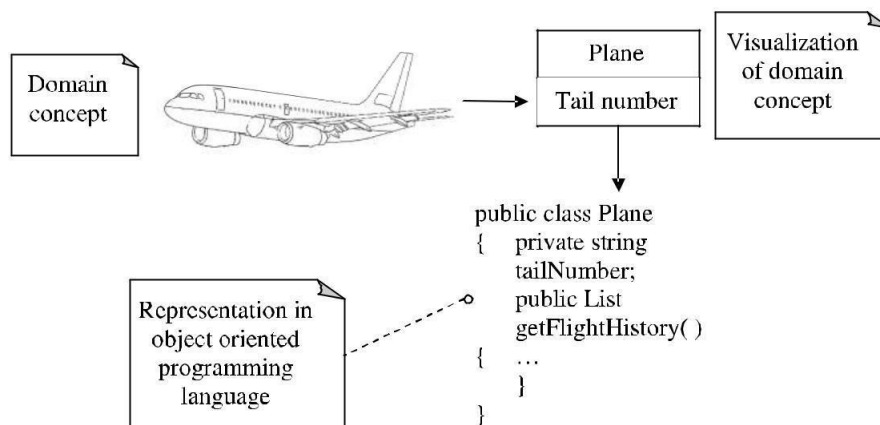 Domain
concept
Plane
Tail number
Visualization
of domain
concept
public class Plane
{ private string
tailNumber;
public List
getFlightHistory( )
{ ...
}
}
Representation in
object oriented
programming
language